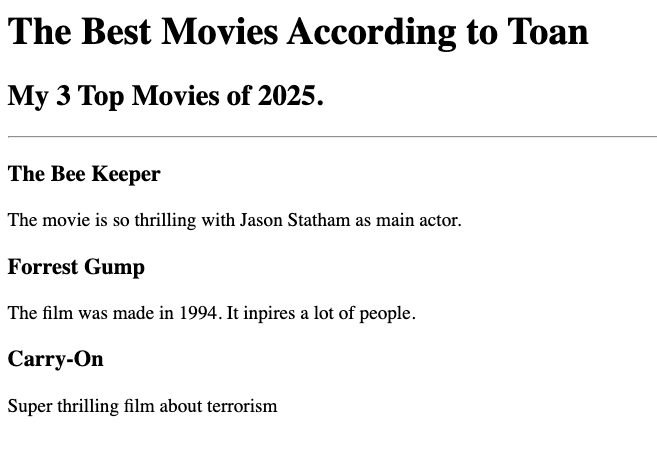 The Best Movies According to Toan
My 3 Top Movies of 2025.
The Bee Keeper
The movie is so thrilling with Jason Statham as main actor.
Forrest Gump
The film was made in 1994. It inpires a lot of people.
Carry-On
Super thrilling film about terrorism